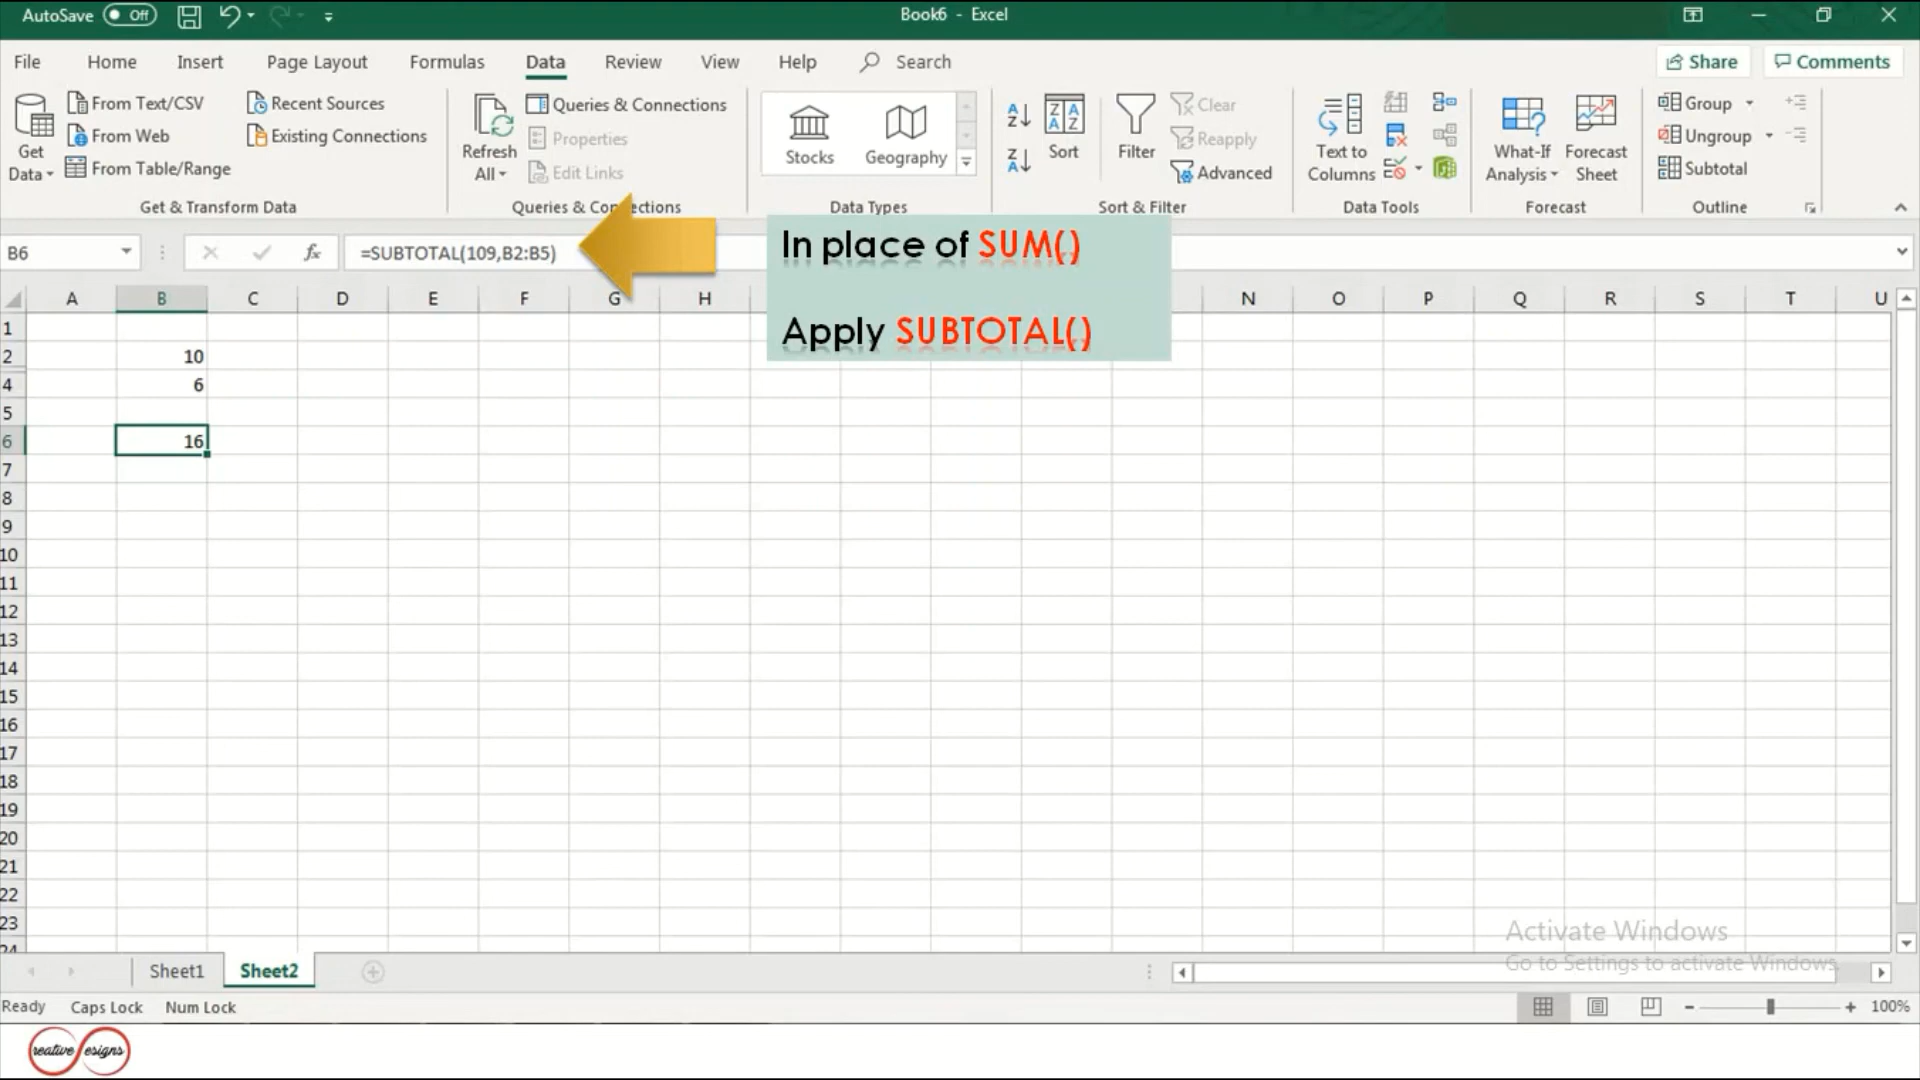 AutoSave Off
Book6 - Excel
File Home Insert Page Layout Formulas Data Review View Help Search
Share Comments
Get Data
From Text/CSV
From Web
From Table/Range
Recent Sources
Existing Connections
Get & Transform Data
Refresh All
Queries & Connections
Properties
Edit Links
Queries & Connections
Stocks
Geography
Data Types
Sort
Filter
Clear
Reapply
Advanced
Sort & Filter
Text to Columns
Data Tools
What-If Analysis
Forecast Sheet
Forecast
Group
Ungroup
Subtotal
Outline
B6
fx
=SUBTOTAL(109,B2:B5)
In place of SUM()
Apply SUBTOTAL()
A B C D E F G H N O P Q R S T U
1
2 10
4 6
5
6 16
7
8
9
10
11
12
13
14
15
16
17
18
19
20
21
22
23
24
Activate Windows
Go to Settings to activate Windows.
Sheet1 Sheet2
Ready Caps Lock Num Lock
100%
reative esigns